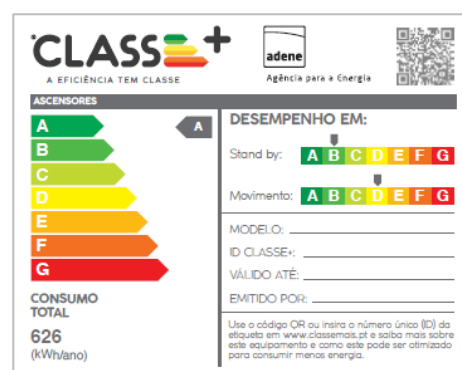 CLASSE+
A EFICIÊNCIA TEM CLASSE
adene
Agência para a Energia
ASCENSORES
A
B
C
D
E
F
G
A
CONSUMO
TOTAL
626
(kWh/ano)
DESEMPENHO EM:
Stand by: A B C D E F G
Movimento: A B C D E F G
MODELO:
ID CLASSE+:
VÁLIDO ATÉ:
EMITIDO POR:
Use o código QR ou insira o número único (ID) da
etiqueta em www.classemais.pt e saiba mais sobre
este equipamento e como este pode ser otimizado
para consumir menos energia.